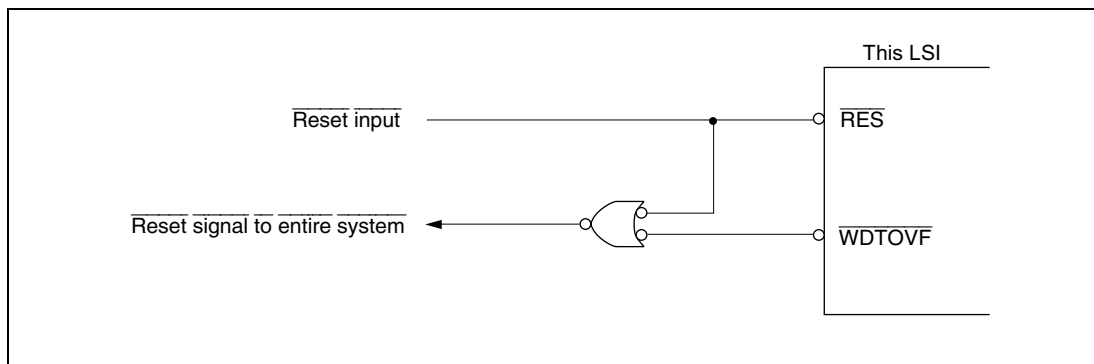 This LSI
Reset input
RES
Reset signal to entire system
WDTOVF